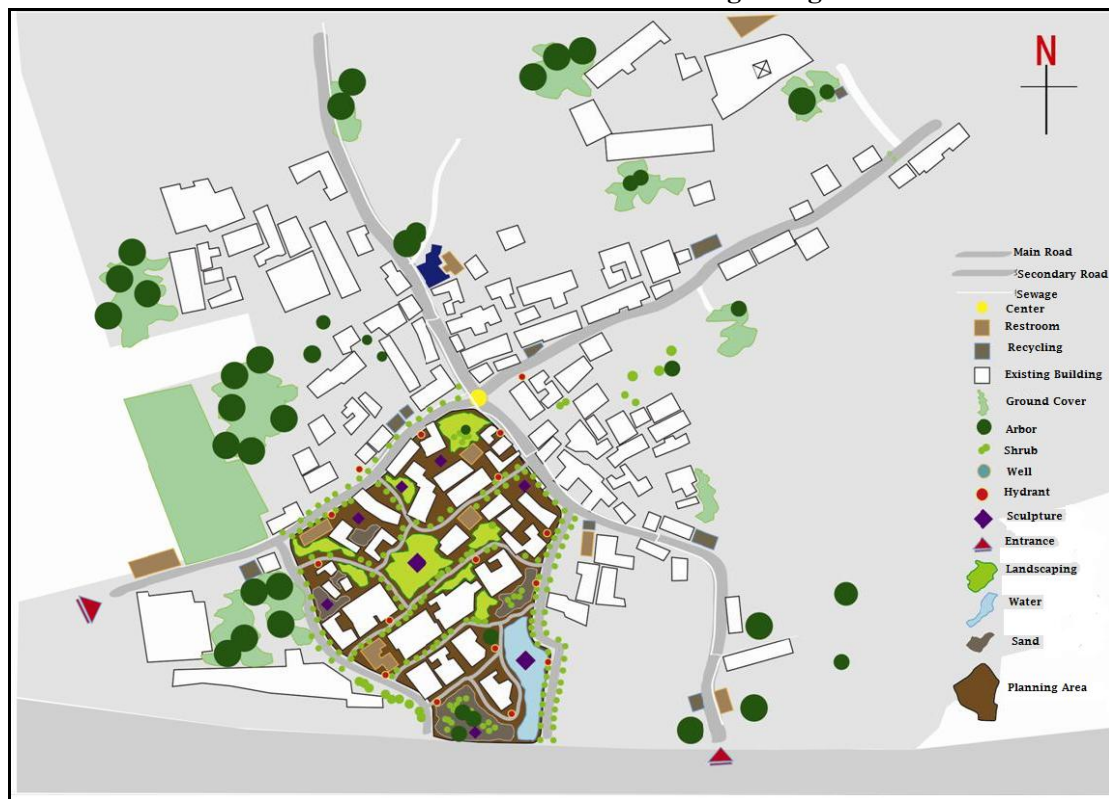 N
Main Road
Secondary Road
Sewage
Center
Restroom
Recycling
Existing Building
Ground Cover
Arbor
Shrub
Well
Hydrant
Sculpture
Entrance
Landscaping
Water
Sand
Planning Area